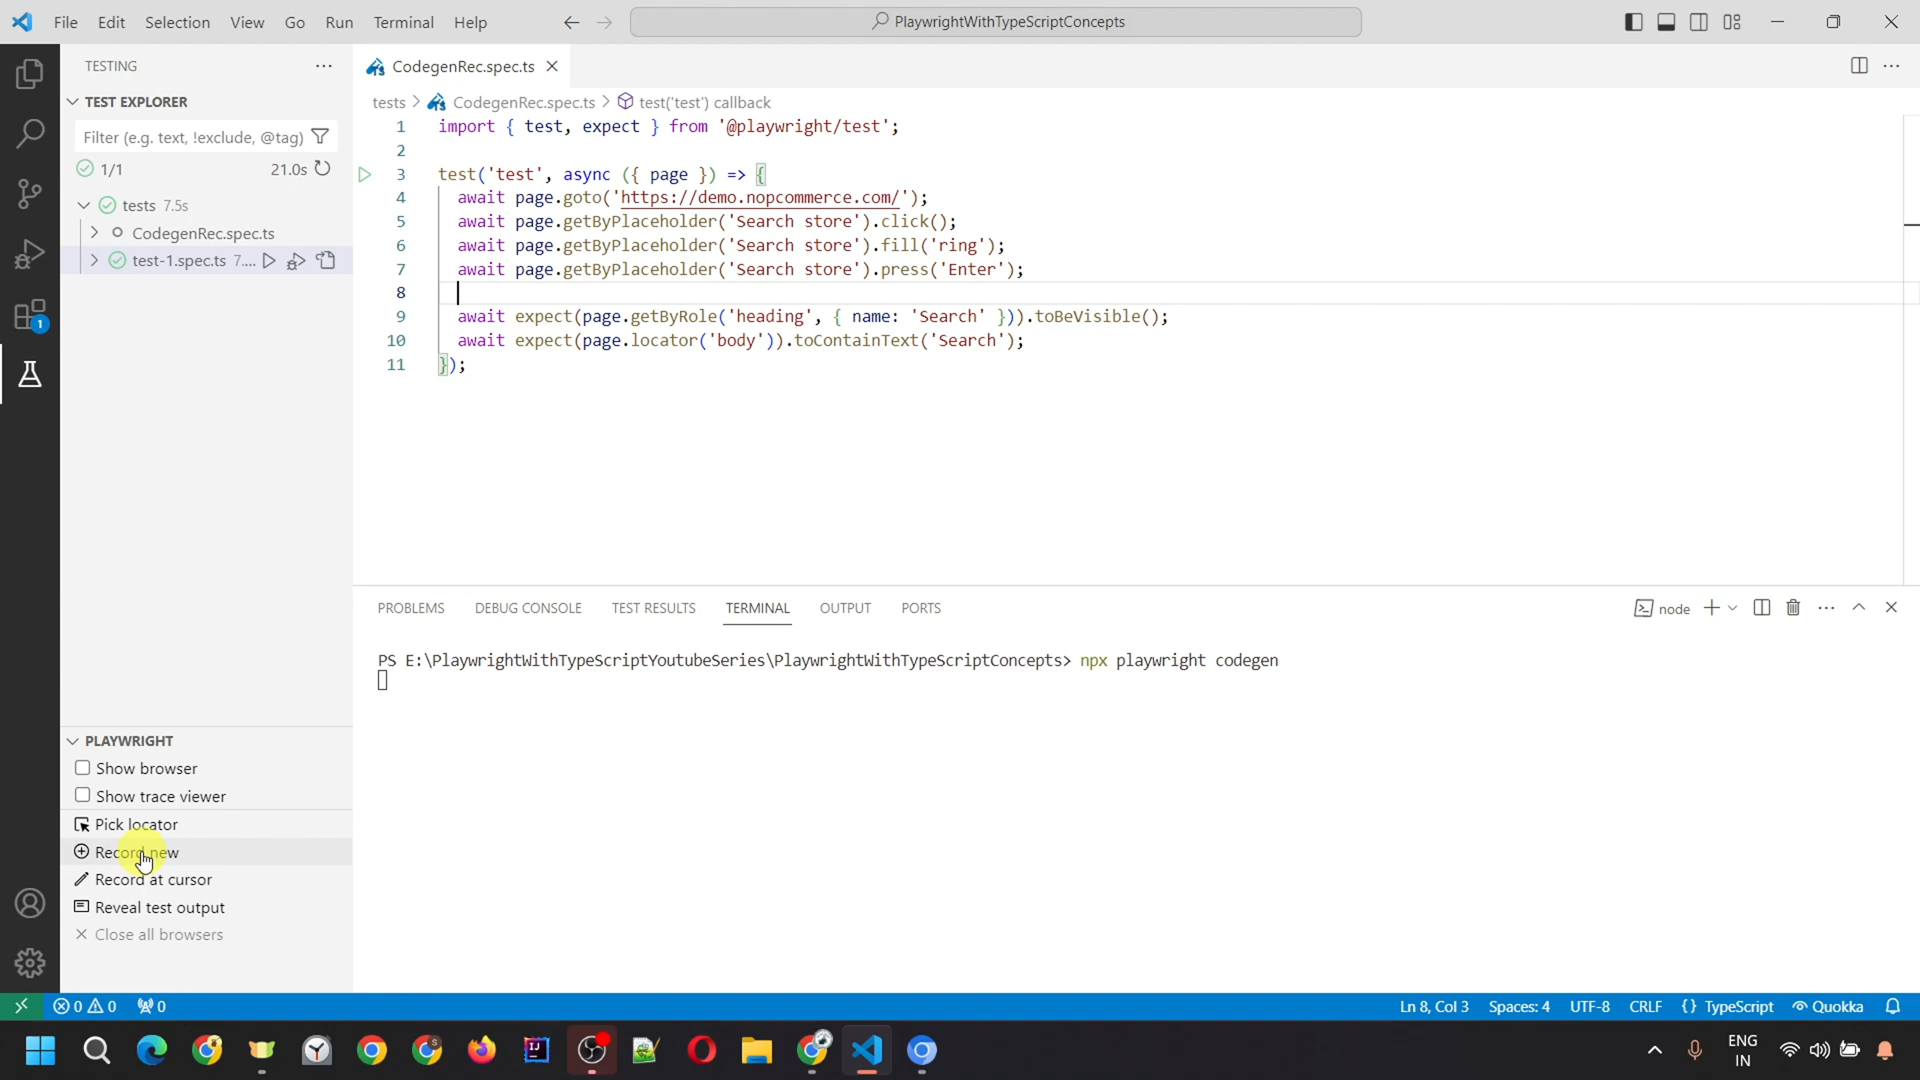 File Edit Selection View Go Run Terminal Help
PlaywrightWithTypeScriptConcepts
TESTING
TEST EXPLORER
Filter (e.g. text, !exclude, @tag)
1/1 21.0s
tests 7.5s
CodegenRec.spec.ts
test-1.spec.ts 7....
CodegenRec.spec.ts
tests > CodegenRec.spec.ts > test('test') callback
1 import { test, expect } from '@playwright/test';
2
3 test('test', async ({ page }) => {
4 await page.goto('https://demo.nopcommerce.com/');
5 await page.getByPlaceholder('Search store').click();
6 await page.getByPlaceholder('Search store').fill('ring');
7 await page.getByPlaceholder('Search store').press('Enter');
8
9 await expect(page.getByRole('heading', { name: 'Search' })).toBeVisible();
10 await expect(page.locator('body')).toContainText('Search');
11 });
PROBLEMS DEBUG CONSOLE TEST RESULTS TERMINAL OUTPUT PORTS
node
PS E:\PlaywrightWithTypeScriptYoutubeSeries\PlaywrightWithTypeScriptConcepts> npx playwright codegen
PLAYWRIGHT
Show browser
Show trace viewer
Pick locator
Record new
Record at cursor
Reveal test output
Close all browsers
1
0 0 0
Ln 8, Col 3 Spaces: 4 UTF-8 CRLF {} TypeScript Quokka
ENG
IN